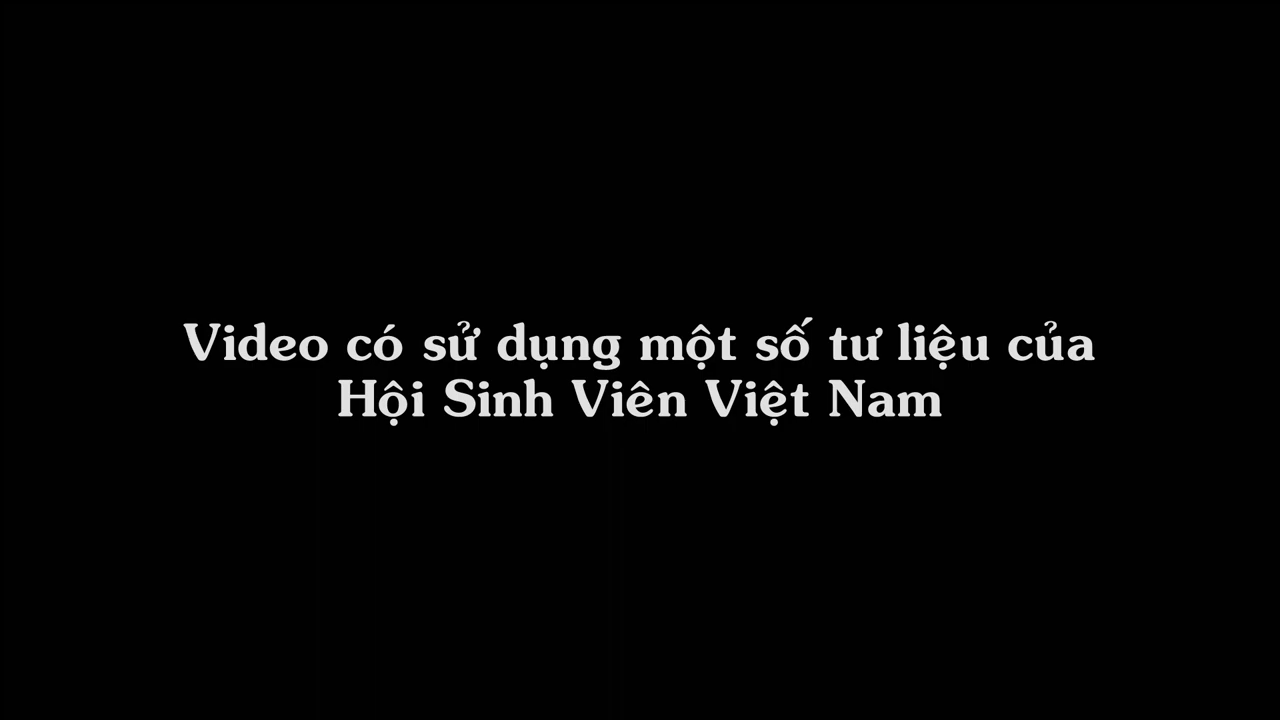 Video có sử dụng một số tư liệu của
Hội Sinh Viên Việt Nam